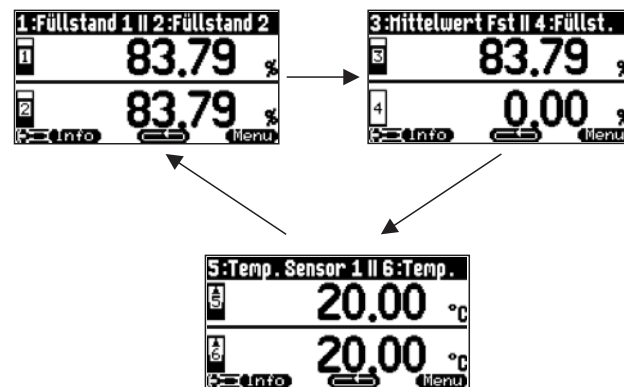 1:Füllstand 1 II 2:Füllstand 2
1 83.79 %
2 83.79 %
Info Menu
3:Mittelwert Fst II 4:Füllst.
3 83.79 %
4 0.00 %
Info Menu
5:Temp. Sensor 1 II 6:Temp.
5 20.00 °C
6 20.00 °C
Info Menu